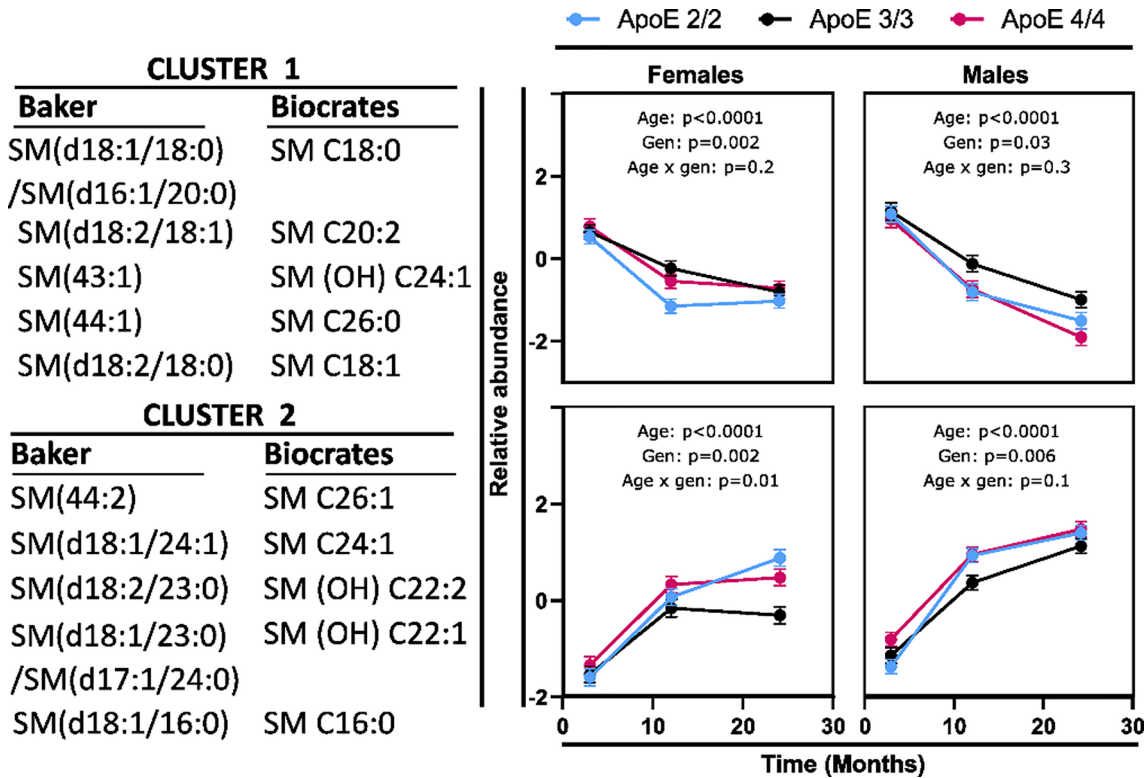 ApoE 2/2 ApoE 3/3 ApoE 4/4
CLUSTER 1
Baker Biocrates
SM(d18:1/18:0) SM C18:0
/SM(d16:1/20:0)
SM(d18:2/18:1) SM C20:2
SM(43:1) SM (OH) C24:1
SM(44:1) SM C26:0
SM(d18:2/18:0) SM C18:1
CLUSTER 2
Baker Biocrates
SM(44:2) SM C26:1
SM(d18:1/24:1) SM C24:1
SM(d18:2/23:0) SM (OH) C22:2
SM(d18:1/23:0) SM (OH) C22:1
/SM(d17:1/24:0)
SM(d18:1/16:0) SM C16:0
Relative abundance
Females Males
Age: p<0.0001
Gen: p=0.002
Age x gen: p=0.2
2
0
-2
Age: p<0.0001
Gen: p=0.03
Age x gen: p=0.3
Age: p<0.0001
Gen: p=0.002
Age x gen: p=0.01
2
0
-2
Age: p<0.0001
Gen: p=0.006
Age x gen: p=0.1
0 10 20 30 0 10 20 30
Time (Months)